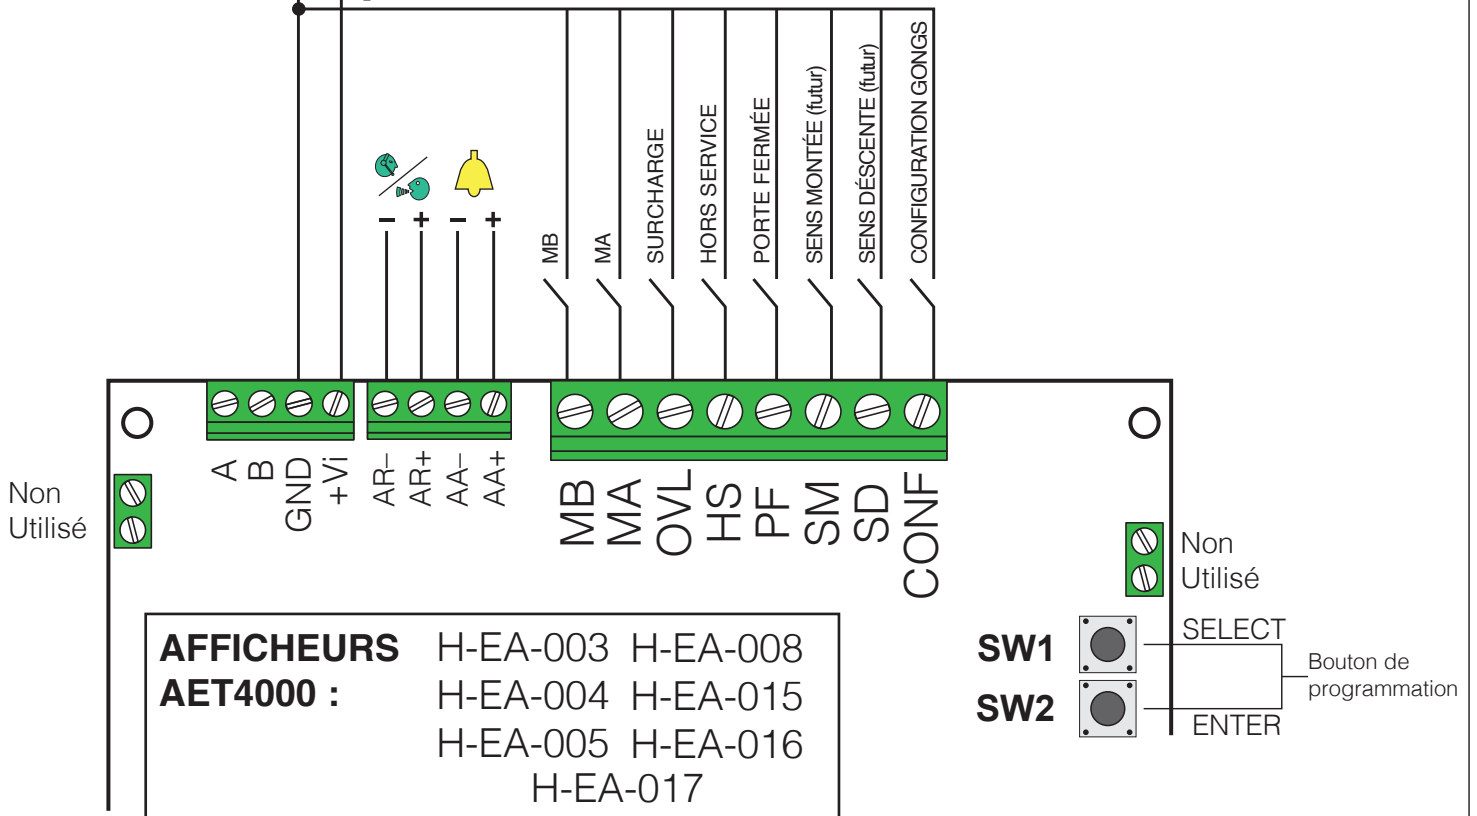 MB
MA
SURCHARGE
HORS SERVICE
PORTE FERMÉE
SENS MONTÉE (futur)
SENS DÉSCENTE (futur)
CONFIGURATION GONGS
– + – +
A
B
GND
+Vi
AR–
AR+
AA–
AA+
MB
MA
OVL
HS
PF
SM
SD
CONF
Non
Utilisé
Non
Utilisé
AFFICHEURS
AET4000 :
H-EA-003 H-EA-008
H-EA-004 H-EA-015
H-EA-005 H-EA-016
H-EA-017
SW1
SW2
SELECT
ENTER
Bouton de
programmation